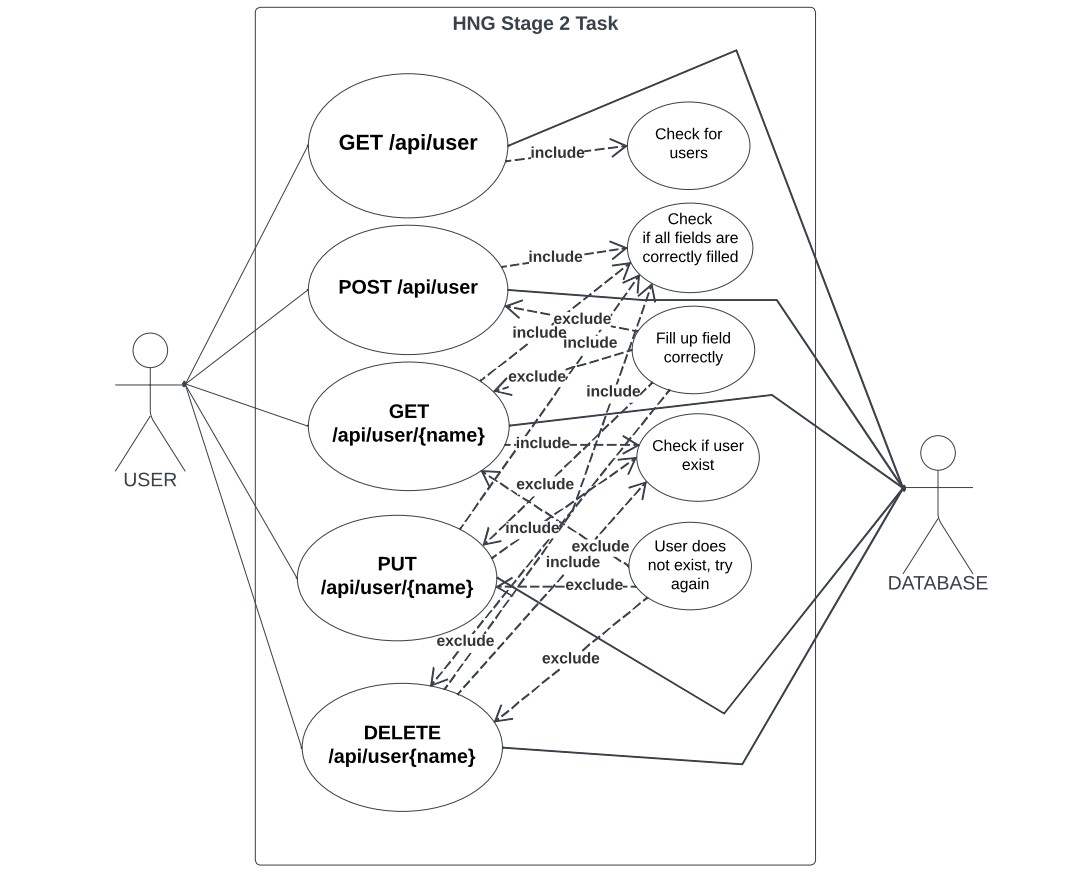 HNG Stage 2 Task
GET /api/user
include
Check for
users
POST /api/user
include
Check
if all fields are
correctly filled
exclude
include
include
Fill up field
correctly
exclude
include
GET
/api/user/{name}
include
Check if user
exist
exclude
include
exclude
include
exclude
User does
not exist, try
again
PUT
/api/user/{name}
exclude
exclude
DELETE
/api/user{name}
USER
DATABASE